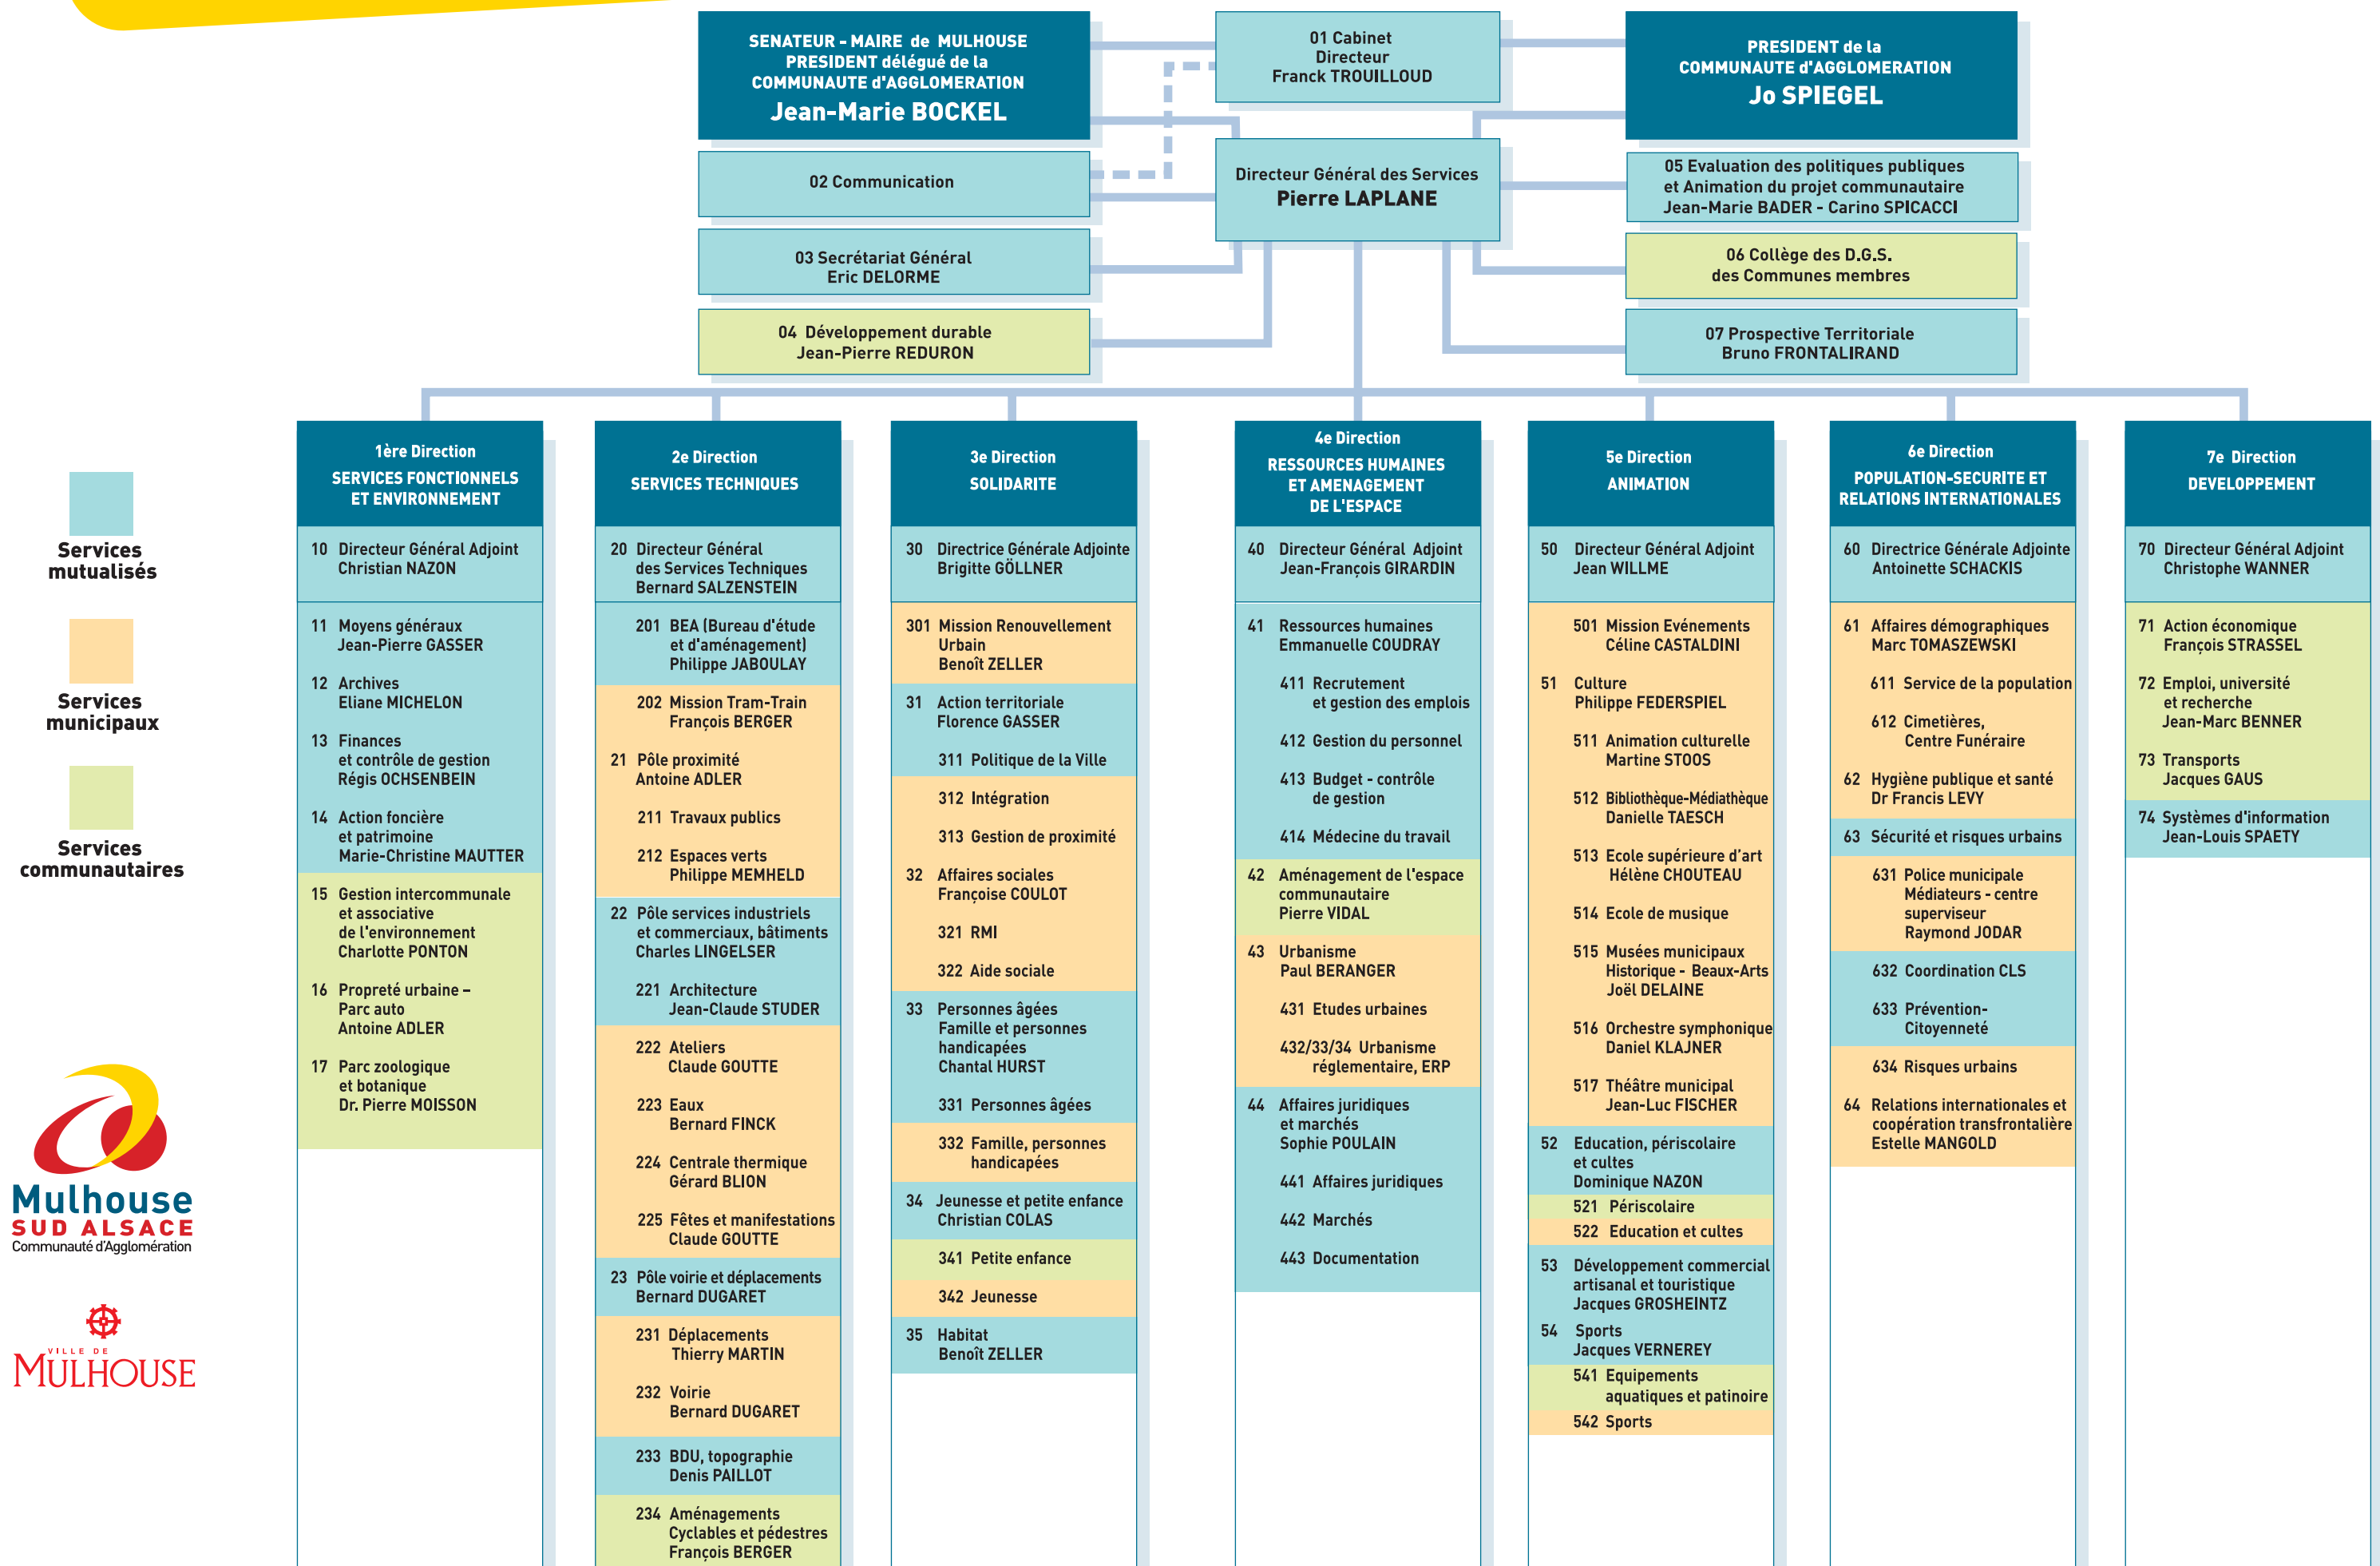 SENATEUR - MAIRE de MULHOUSE
PRESIDENT délégué de la
COMMUNAUTE d'AGGLOMERATION
Jean-Marie BOCKEL
01 Cabinet
Directeur
Franck TROUILLOUD
PRESIDENT de la
COMMUNAUTE d'AGGLOMERATION
Jo SPIEGEL
02 Communication
Directeur Général des Services
Pierre LAPLANE
05 Evaluation des politiques publiques
et Animation du projet communautaire
Jean-Marie BADER - Carino SPICACCI
03 Secrétariat Général
Eric DELORME
06 Collège des D.G.S.
des Communes membres
04 Développement durable
Jean-Pierre REDURON
07 Prospective Territoriale
Bruno FRONTALIRAND
Services
mutualisés
Services
municipaux
Services
communautaires
Mulhouse
SUD ALSACE
Communauté d'Agglomération
VILLE DE
MULHOUSE
1ère Direction
SERVICES FONCTIONNELS
ET ENVIRONNEMENT
10 Directeur Général Adjoint
Christian NAZON
11 Moyens généraux
Jean-Pierre GASSER
12 Archives
Eliane MICHELON
13 Finances
et contrôle de gestion
Régis OCHSENBEIN
14 Action foncière
et patrimoine
Marie-Christine MAUTTER
15 Gestion intercommunale
et associative
de l'environnement
Charlotte PONTON
16 Propreté urbaine –
Parc auto
Antoine ADLER
17 Parc zoologique
et botanique
Dr. Pierre MOISSON
2e Direction
SERVICES TECHNIQUES
20 Directeur Général
des Services Techniques
Bernard SALZENSTEIN
201 BEA (Bureau d'étude
et d'aménagement)
Philippe JABOULAY
202 Mission Tram-Train
François BERGER
21 Pôle proximité
Antoine ADLER
211 Travaux publics
212 Espaces verts
Philippe MEMHELD
22 Pôle services industriels
et commerciaux, bâtiments
Charles LINGELSER
221 Architecture
Jean-Claude STUDER
222 Ateliers
Claude GOUTTE
223 Eaux
Bernard FINCK
224 Centrale thermique
Gérard BLION
225 Fêtes et manifestations
Claude GOUTTE
23 Pôle voirie et déplacements
Bernard DUGARET
231 Déplacements
Thierry MARTIN
232 Voirie
Bernard DUGARET
233 BDU, topographie
Denis PAILLOT
234 Aménagements
Cyclables et pédestres
François BERGER
3e Direction
SOLIDARITE
30 Directrice Générale Adjointe
Brigitte GÖLLNER
301 Mission Renouvellement
Urbain
Benoît ZELLER
31 Action territoriale
Florence GASSER
311 Politique de la Ville
312 Intégration
313 Gestion de proximité
32 Affaires sociales
Françoise COULOT
321 RMI
322 Aide sociale
33 Personnes âgées
Famille et personnes
handicapées
Chantal HURST
331 Personnes âgées
332 Famille, personnes
handicapées
34 Jeunesse et petite enfance
Christian COLAS
341 Petite enfance
342 Jeunesse
35 Habitat
Benoît ZELLER
4e Direction
RESSOURCES HUMAINES
ET AMENAGEMENT
DE L'ESPACE
40 Directeur Général Adjoint
Jean-François GIRARDIN
41 Ressources humaines
Emmanuelle COUDRAY
411 Recrutement
et gestion des emplois
412 Gestion du personnel
413 Budget - contrôle
de gestion
414 Médecine du travail
42 Aménagement de l'espace
communautaire
Pierre VIDAL
43 Urbanisme
Paul BERANGER
431 Etudes urbaines
432/33/34 Urbanisme
réglementaire, ERP
44 Affaires juridiques
et marchés
Sophie POULAIN
441 Affaires juridiques
442 Marchés
443 Documentation
5e Direction
ANIMATION
50 Directeur Général Adjoint
Jean WILLME
501 Mission Evénements
Céline CASTALDINI
51 Culture
Philippe FEDERSPIEL
511 Animation culturelle
Martine STOOS
512 Bibliothèque-Médiathèque
Danielle TAESCH
513 Ecole supérieure d'art
Hélène CHOUTEAU
514 Ecole de musique
515 Musées municipaux
Historique - Beaux-Arts
Joël DELAINE
516 Orchestre symphonique
Daniel KLAJNER
517 Théâtre municipal
Jean-Luc FISCHER
52 Education, périscolaire
et cultes
Dominique NAZON
521 Périscolaire
522 Education et cultes
53 Développement commercial
artisanal et touristique
Jacques GROSHEINTZ
54 Sports
Jacques VERNEREY
541 Equipements
aquatiques et patinoire
542 Sports
6e Direction
POPULATION-SECURITE ET
RELATIONS INTERNATIONALES
60 Directrice Générale Adjointe
Antoinette SCHACKIS
61 Affaires démographiques
Marc TOMASZEWSKI
611 Service de la population
612 Cimetières,
Centre Funéraire
62 Hygiène publique et santé
Dr Francis LEVY
63 Sécurité et risques urbains
631 Police municipale
Médiateurs - centre
superviseur
Raymond JODAR
632 Coordination CLS
633 Prévention-
Citoyenneté
634 Risques urbains
64 Relations internationales et
coopération transfrontalière
Estelle MANGOLD
7e Direction
DEVELOPPEMENT
70 Directeur Général Adjoint
Christophe WANNER
71 Action économique
François STRASSEL
72 Emploi, université
et recherche
Jean-Marc BENNER
73 Transports
Jacques GAUS
74 Systèmes d'information
Jean-Louis SPAETY